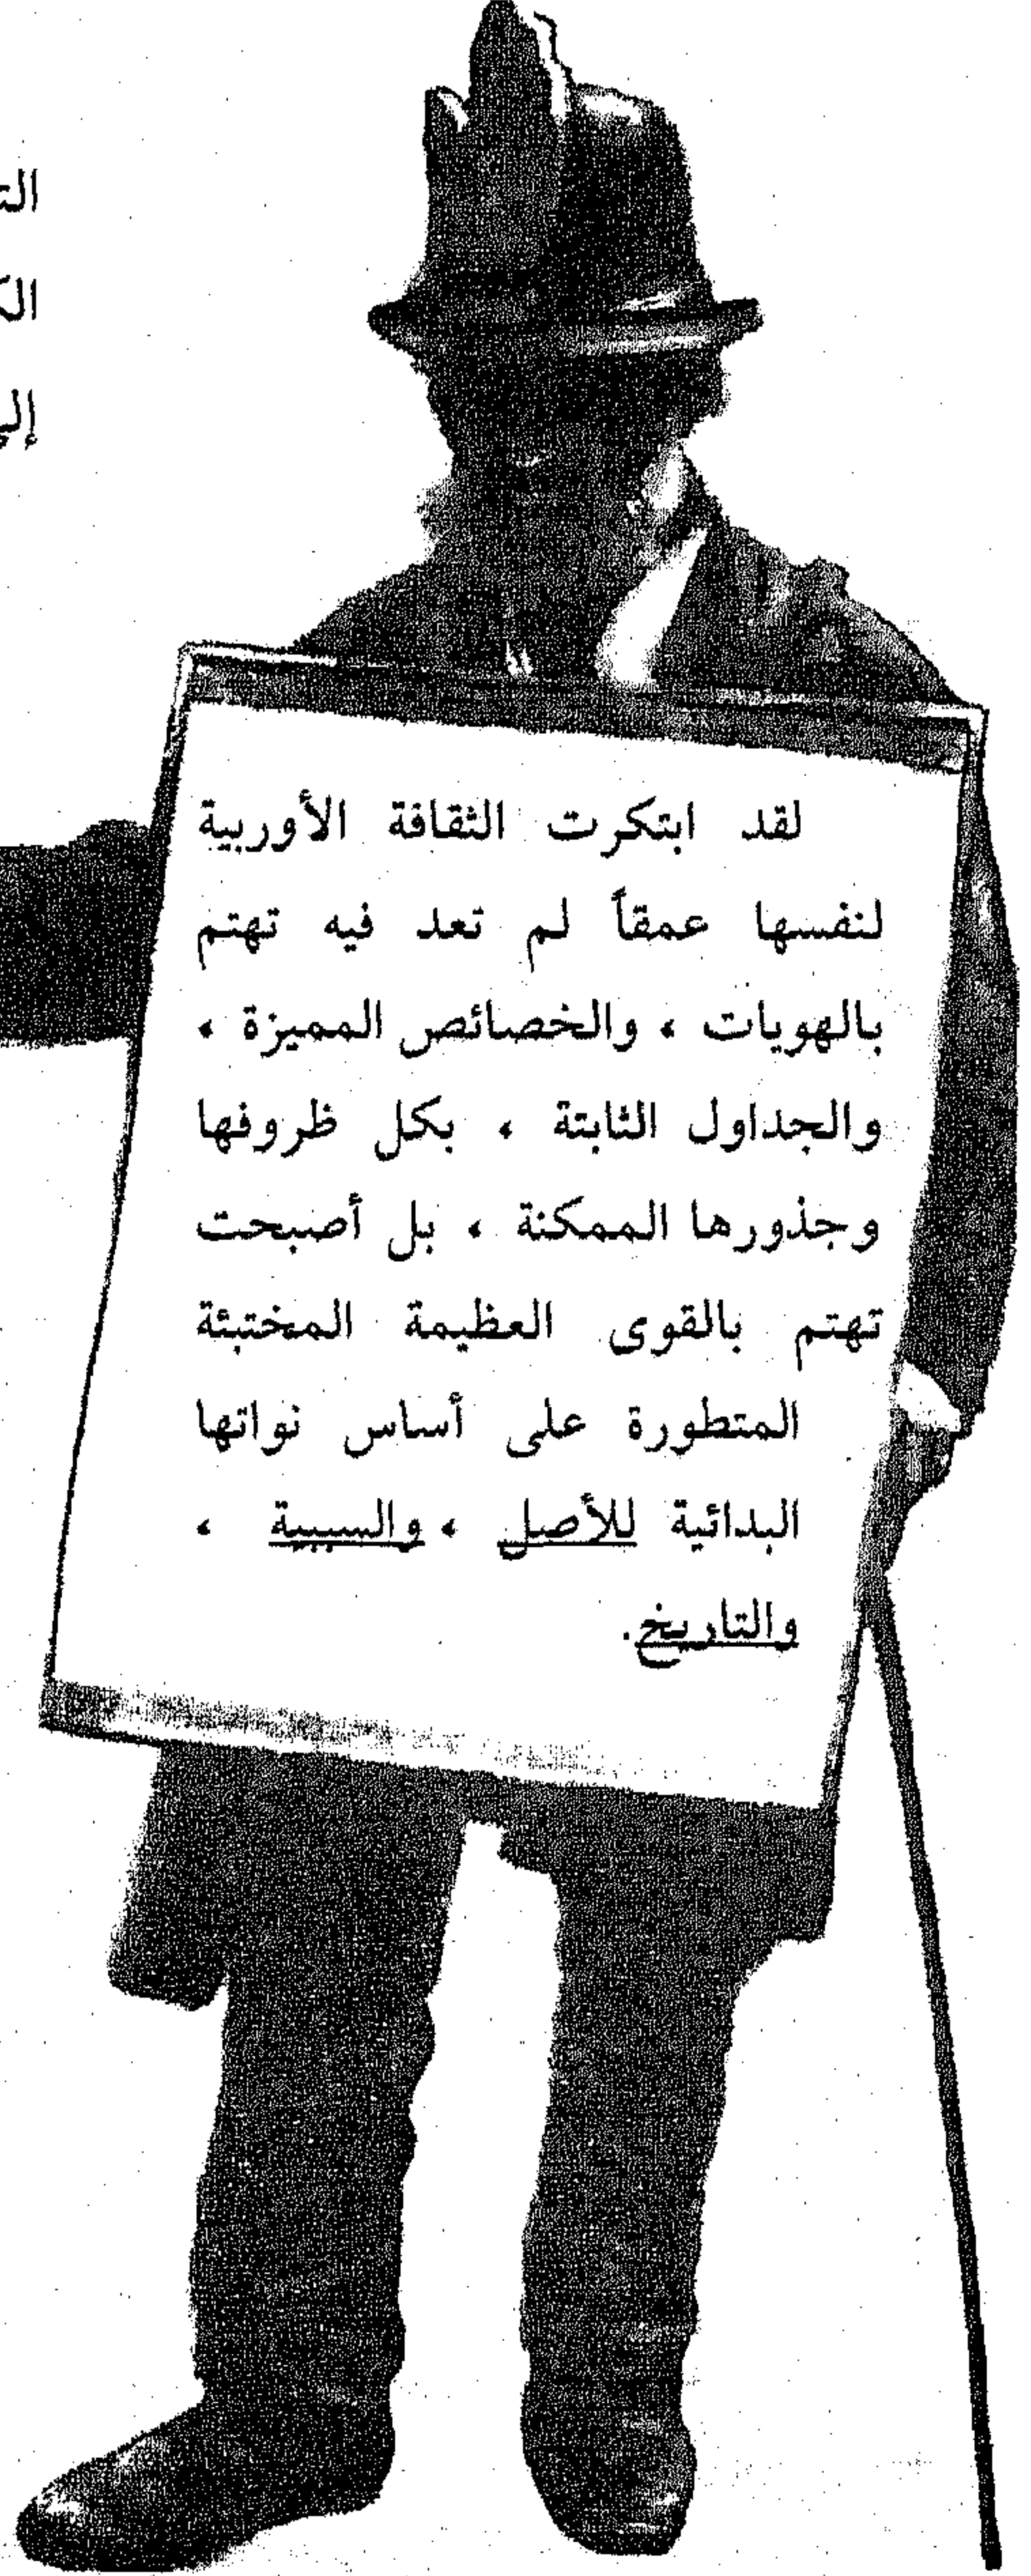 لقد ابتكرت الثقافة الأوربية
لنفسها عمقاً لم تعد فيه تهتم
بالهويات ، والخصائص المميزة ،
والجداول الثابتة ، بكل ظروفها
وجذورها الممكنة ، بل أصبحت
تهتم بالقوى العظيمة المختبئة
المتطورة على أساس نواتها
البدائية للأصل ، والسببية ،
والتاريخ.